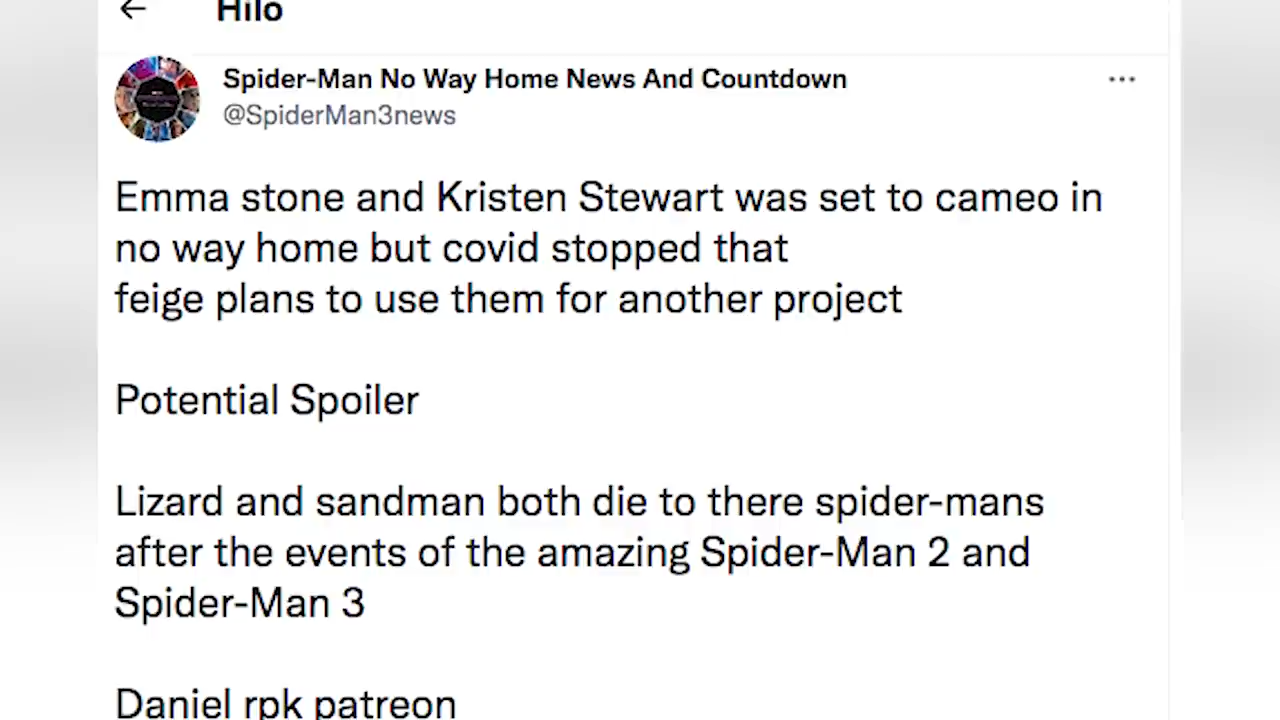 Hilo
Spider-Man No Way Home News And Countdown
@SpiderMan3news
Emma stone and Kristen Stewart was set to cameo in
no way home but covid stopped that
feige plans to use them for another project
Potential Spoiler
Lizard and sandman both die to there spider-mans
after the events of the amazing Spider-Man 2 and
Spider-Man 3
Daniel rpk patreon